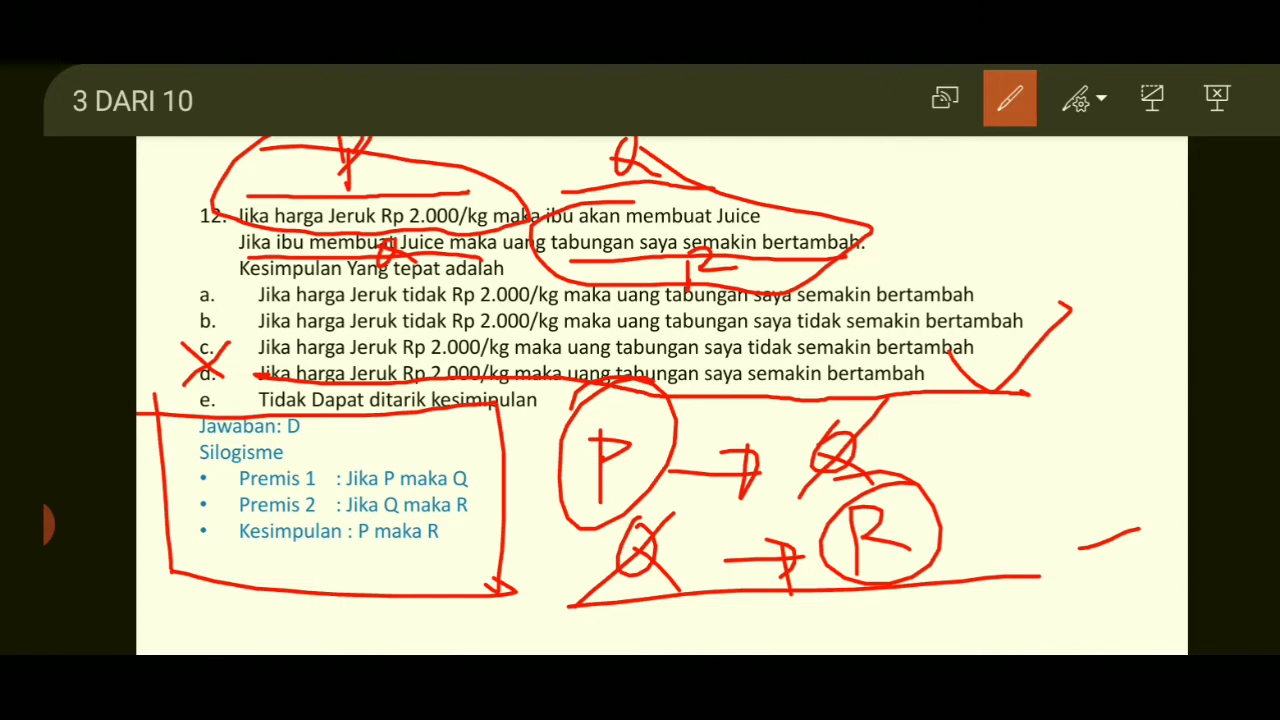 3 DARI 10
P
Q
12. Jika harga Jeruk Rp 2.000/kg maka ibu akan membuat Juice
Jika ibu membuat Juice maka uang tabungan saya semakin bertambah.
Q
R
Kesimpulan Yang tepat adalah
a. Jika harga Jeruk tidak Rp 2.000/kg maka uang tabungan saya semakin bertambah
b. Jika harga Jeruk tidak Rp 2.000/kg maka uang tabungan saya tidak semakin bertambah
c. Jika harga Jeruk Rp 2.000/kg maka uang tabungan saya tidak semakin bertambah
d. Jika harga Jeruk Rp 2.000/kg maka uang tabungan saya semakin bertambah
e. Tidak Dapat ditarik kesimipulan
Jawaban: D
Silogisme
• Premis 1 : Jika P maka Q
• Premis 2 : Jika Q maka R
• Kesimpulan : P maka R
P → Q
Q → R